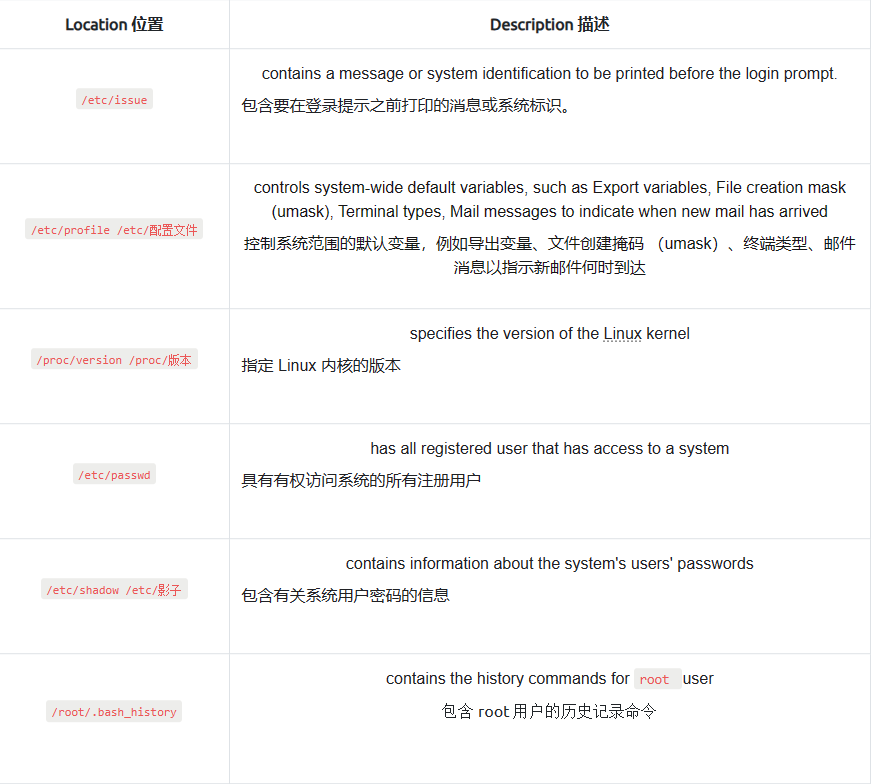 Location 位置
Description 描述
/etc/issue
contains a message or system identification to be printed before the login prompt.
包含要在登录提示之前打印的消息或系统标识。
/etc/profile /etc/配置文件
controls system-wide default variables, such as Export variables, File creation mask
(umask), Terminal types, Mail messages to indicate when new mail has arrived
控制系统范围的默认变量，例如导出变量、文件创建掩码 （umask）、终端类型、邮件
消息以指示新邮件何时到达
/proc/version /proc/版本
specifies the version of the Linux kernel
指定 Linux 内核的版本
/etc/passwd
has all registered user that has access to a system
具有有权访问系统的所有注册用户
/etc/shadow /etc/影子
contains information about the system's users' passwords
包含有关系统用户密码的信息
/root/.bash_history
contains the history commands for root user
包含 root 用户的历史记录命令